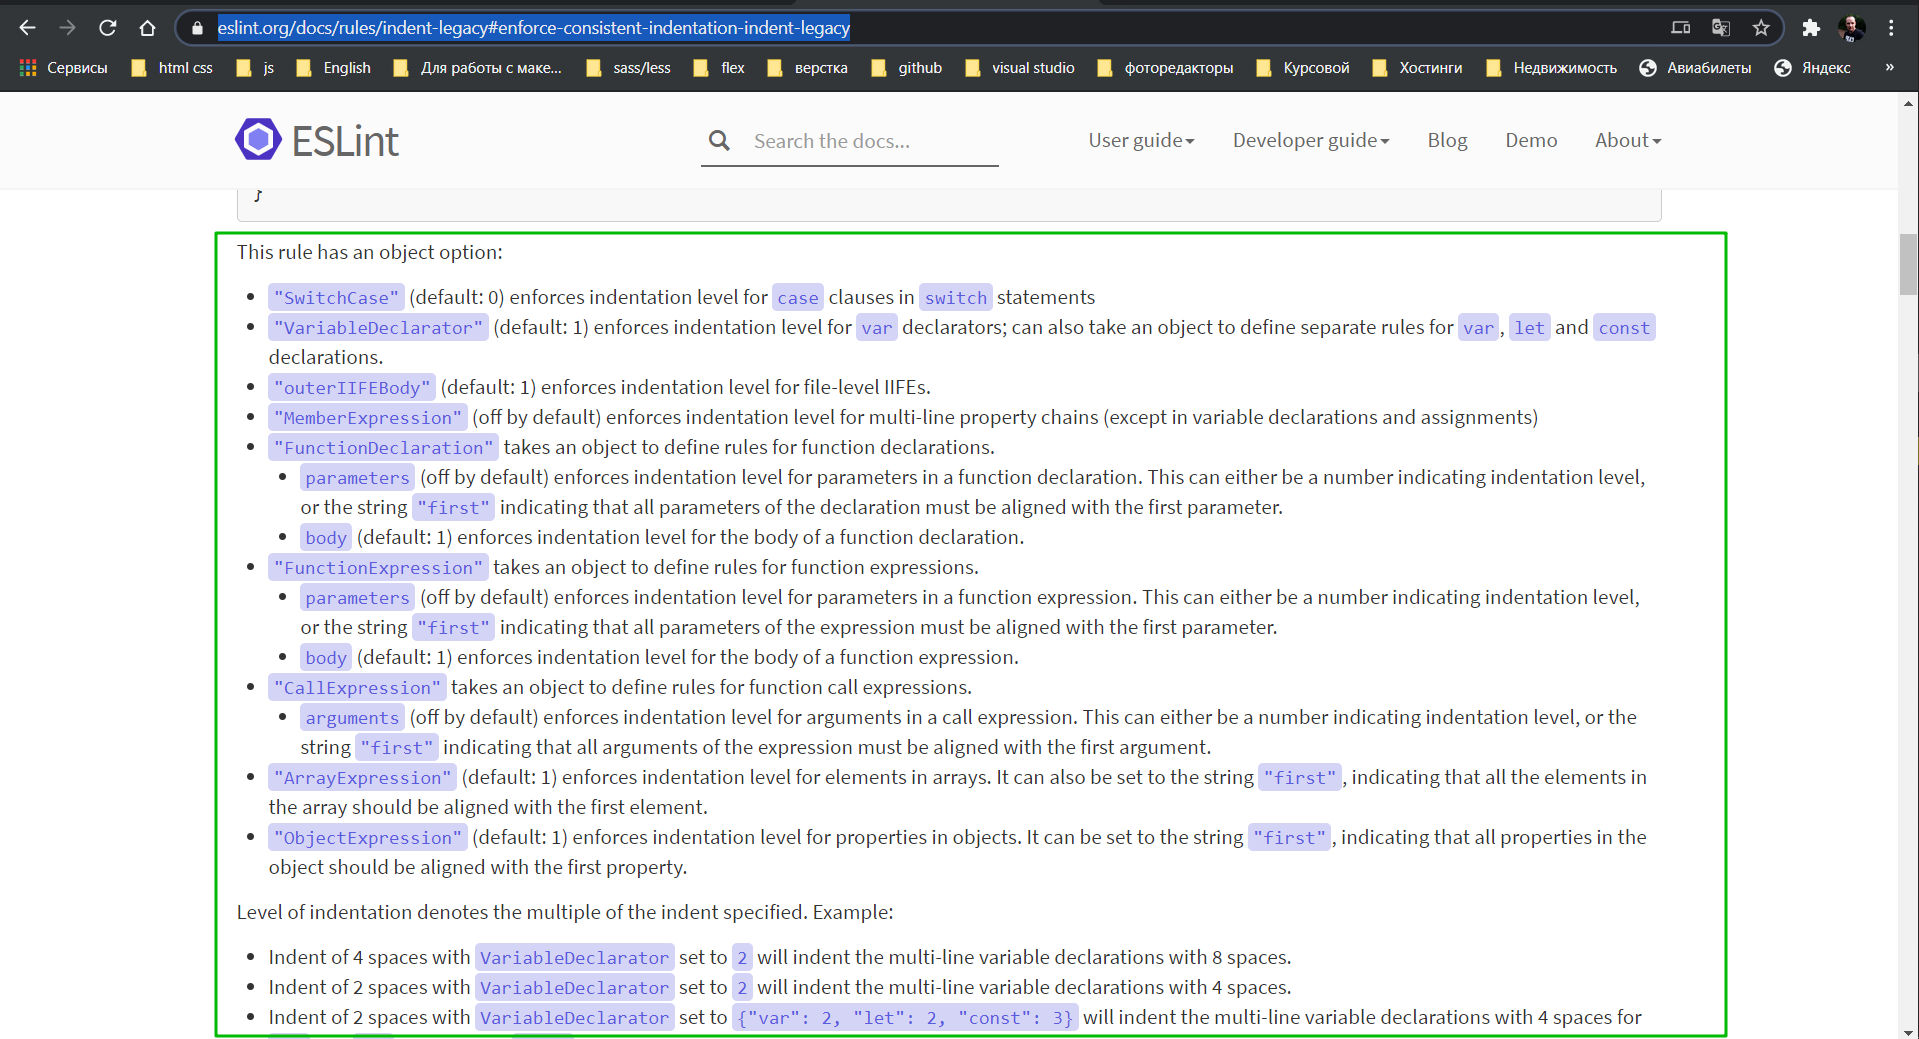 eslint.org/docs/rules/indent-legacy#enforce-consistent-indentation-indent-legacy
Сервисы html css js English Для работы с маке... sass/less flex верстка github visual studio фоторедакторы Курсовой Хостинги Недвижимость Авиабилеты Яндекс »
ESLint Search the docs... User guide Developer guide Blog Demo About
}
This rule has an object option:
• "SwitchCase" (default: 0) enforces indentation level for case clauses in switch statements
• "VariableDeclarator" (default: 1) enforces indentation level for var declarators; can also take an object to define separate rules for var, let and const
declarations.
• "outerIIFEBody" (default: 1) enforces indentation level for file-level IIFEs.
• "MemberExpression" (off by default) enforces indentation level for multi-line property chains (except in variable declarations and assignments)
• "FunctionDeclaration" takes an object to define rules for function declarations.
• parameters (off by default) enforces indentation level for parameters in a function declaration. This can either be a number indicating indentation level,
or the string "first" indicating that all parameters of the declaration must be aligned with the first parameter.
• body (default: 1) enforces indentation level for the body of a function declaration.
• "FunctionExpression" takes an object to define rules for function expressions.
• parameters (off by default) enforces indentation level for parameters in a function expression. This can either be a number indicating indentation level,
or the string "first" indicating that all parameters of the expression must be aligned with the first parameter.
• body (default: 1) enforces indentation level for the body of a function expression.
• "CallExpression" takes an object to define rules for function call expressions.
• arguments (off by default) enforces indentation level for arguments in a call expression. This can either be a number indicating indentation level, or the
string "first" indicating that all arguments of the expression must be aligned with the first argument.
• "ArrayExpression" (default: 1) enforces indentation level for elements in arrays. It can also be set to the string "first", indicating that all the elements in
the array should be aligned with the first element.
• "ObjectExpression" (default: 1) enforces indentation level for properties in objects. It can be set to the string "first", indicating that all properties in the
object should be aligned with the first property.
Level of indentation denotes the multiple of the indent specified. Example:
• Indent of 4 spaces with VariableDeclarator set to 2 will indent the multi-line variable declarations with 8 spaces.
• Indent of 2 spaces with VariableDeclarator set to 2 will indent the multi-line variable declarations with 4 spaces.
• Indent of 2 spaces with VariableDeclarator set to {"var": 2, "let": 2, "const": 3} will indent the multi-line variable declarations with 4 spaces for